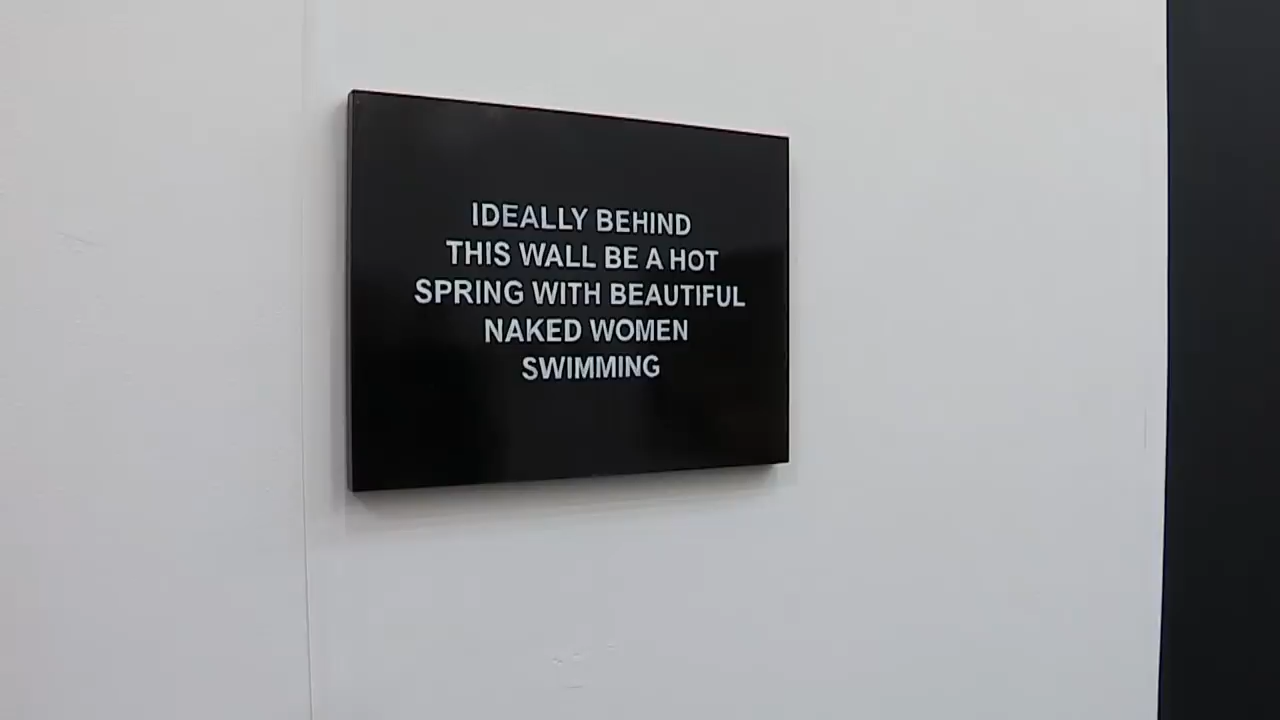 IDEALLY BEHIND
THIS WALL BE A HOT
SPRING WITH BEAUTIFUL
NAKED WOMEN
SWIMMING